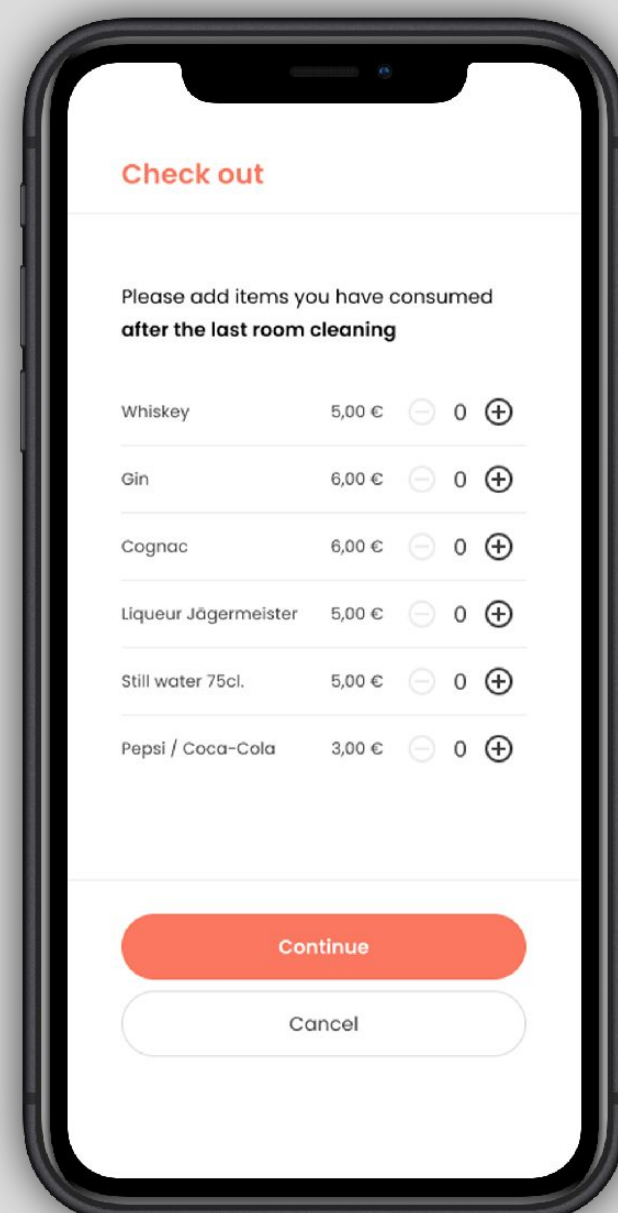 Check out
Please add items you have consumed
after the last room cleaning
Whiskey 5,00 € 0
Gin 6,00 € 0
Cognac 6,00 € 0
Liqueur Jägermeister 5,00 € 0
Still water 75cl. 5,00 € 0
Pepsi / Coca-Cola 3,00 € 0
Continue
Cancel